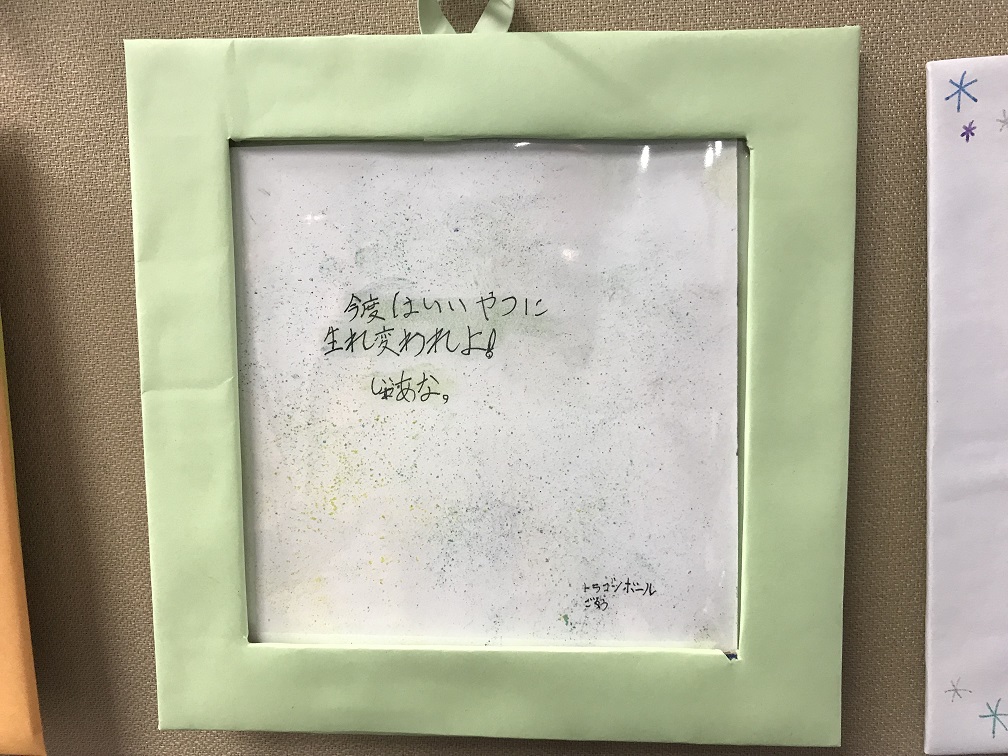 今度はいいやつに
生れ変われよ!
じゃあな。
ドラゴンボール
ごくう